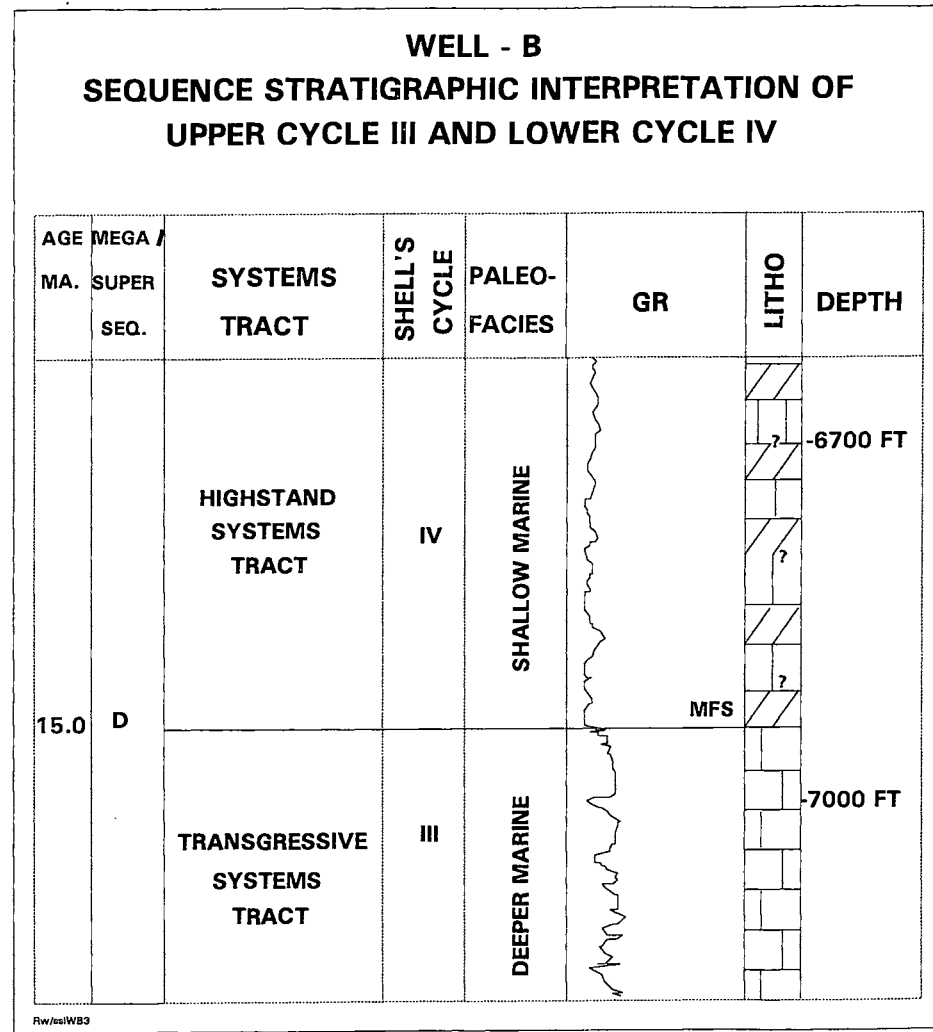 WELL - B
SEQUENCE STRATIGRAPHIC INTERPRETATION OF
UPPER CYCLE III AND LOWER CYCLE IV
AGE
MA.
MEGA /
SUPER
SEQ.
SYSTEMS
TRACT
SHELL'S
CYCLE
PALEO-
FACIES
GR
LITHO
DEPTH
HIGHSTAND
SYSTEMS
TRACT
IV
SHALLOW MARINE
?
-6700 FT
?
?
MFS
15.0
D
TRANSGRESSIVE
SYSTEMS
TRACT
III
DEEPER MARINE
-7000 FT